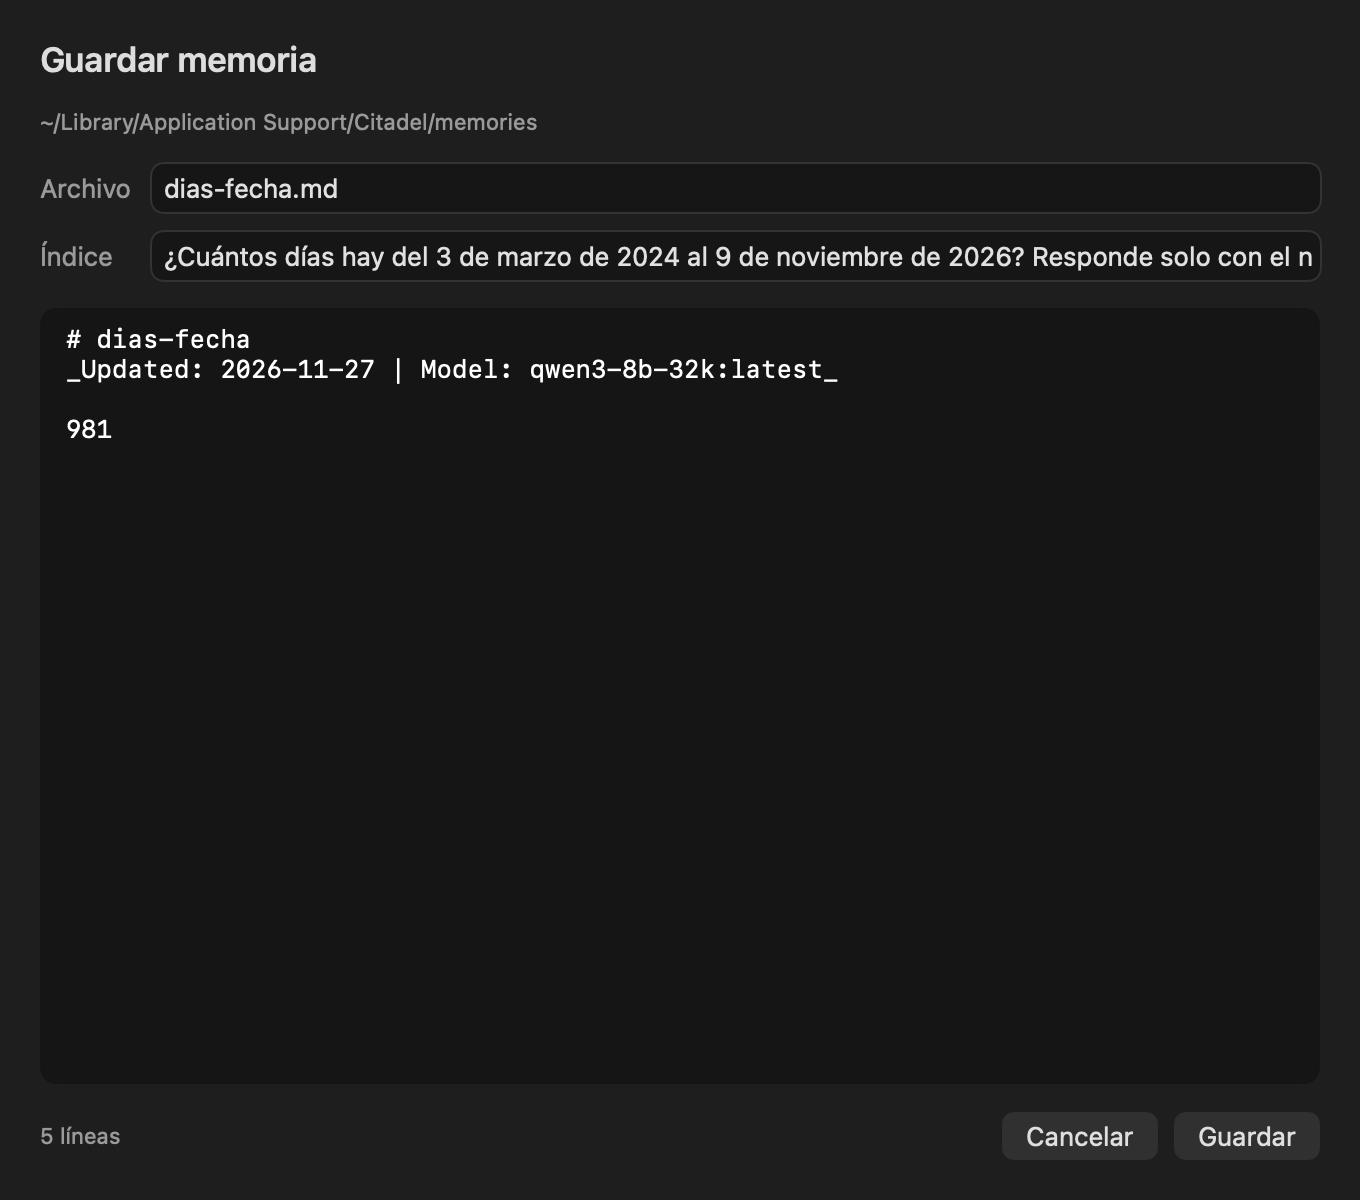 Guardar memoria
~/Library/Application Support/Citadel/memories
Archivo dias-fecha.md
Índice ¿Cuántos días hay del 3 de marzo de 2024 al 9 de noviembre de 2026? Responde solo con el n
# dias-fecha
_Updated: 2026-11-27 | Model: qwen3-8b-32k:latest_
981
5 líneas Cancelar Guardar